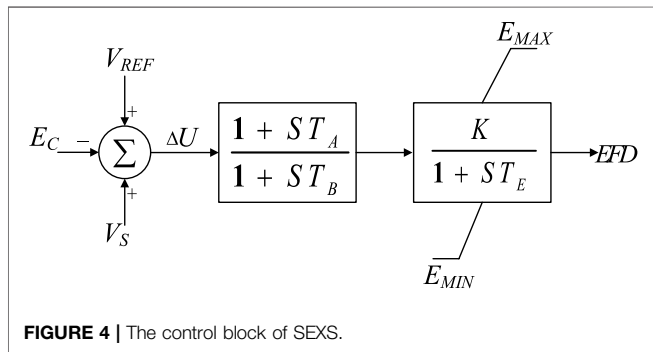 E_MAX
V_REF
+
E_C − Σ ΔU
1 + ST_A
1 + ST_B
K
1 + ST_E
EFD
+
V_S
E_MIN
FIGURE 4 | The control block of SEXS.